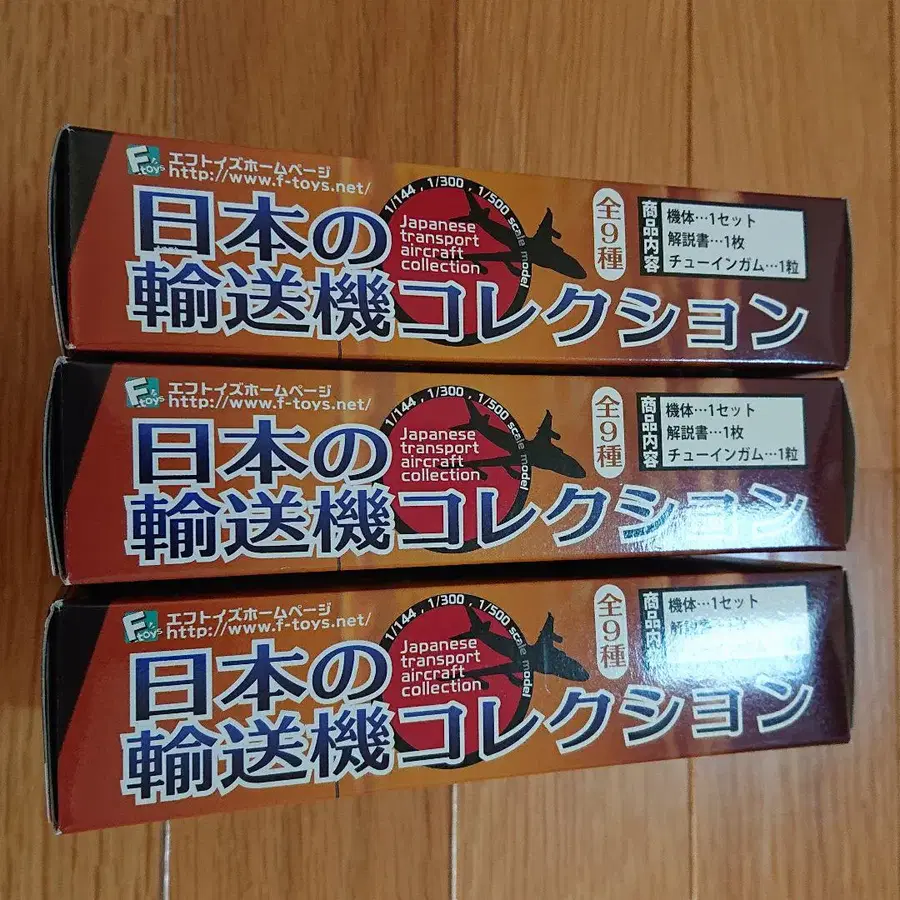 F toys
エフトイズホームページ
http://www.f-toys.net/
日本の
輸送機コレクション
1/144 , 1/300 , 1/500 scale model
Japanese
transport
aircraft
collection
全9種
商品内容
機体…1セット
解説書…1枚
チューインガム…1粒
F toys
エフトイズホームページ
http://www.f-toys.net/
日本の
輸送機コレクション
1/144 , 1/300 , 1/500 scale model
Japanese
transport
aircraft
collection
全9種
商品内容
機体…1セット
解説書…1枚
チューインガム…1粒
F toys
エフトイズホームページ
http://www.f-toys.net/
日本の
輸送機コレクション
1/144 , 1/300 , 1/500 scale model
Japanese
transport
aircraft
collection
全9種
商品内
機体…1セット